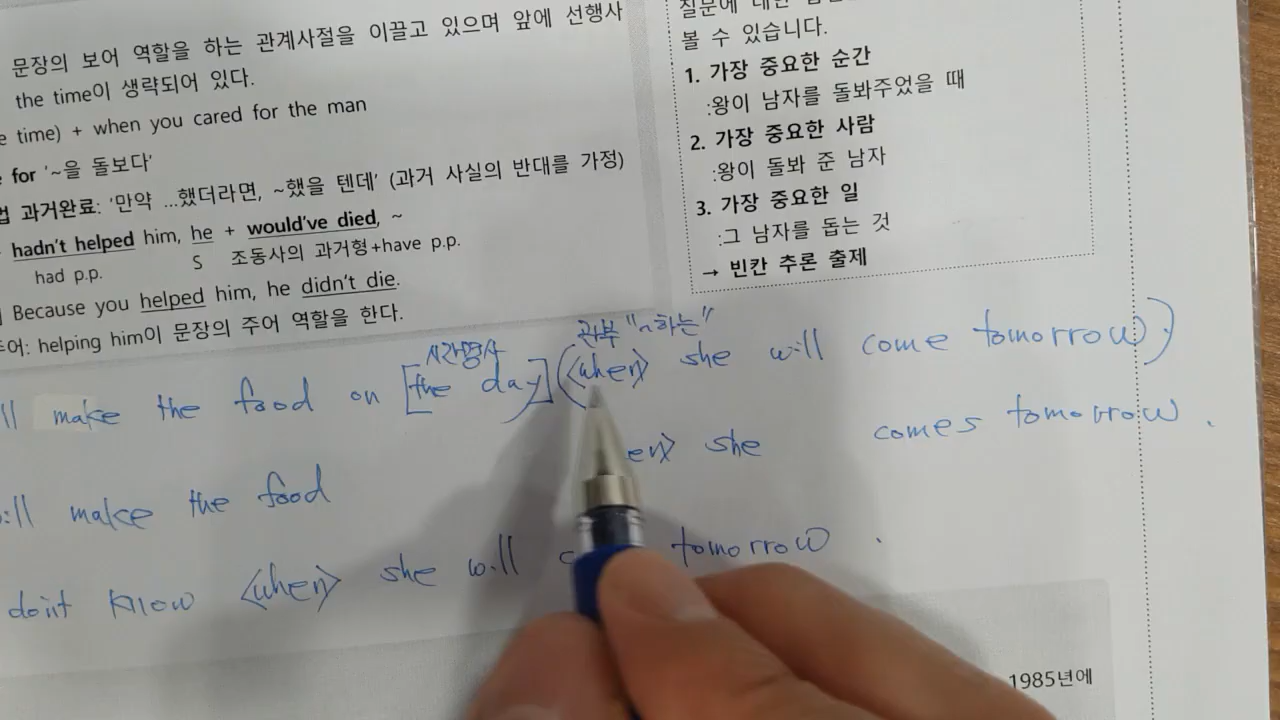 문장의 보어 역할을 하는 관계사절을 이끌고 있으며 앞에 선행사
the time이 생략되어 있다.
e time) + when you cared for the man
for '~을 돌보다'
법 과거완료: '만약 …했더라면, ~했을 텐데' (과거 사실의 반대를 가정)
hadn't helped him, he + would've died, ~
had p.p. S 조동사의 과거형+have p.p.
Because you helped him, he didn't die.
주어: helping him이 문장의 주어 역할을 한다.
볼 수 있습니다.
1. 가장 중요한 순간
:왕이 남자를 돌봐주었을 때
2. 가장 중요한 사람
:왕이 돌봐 준 남자
3. 가장 중요한 일
:그 남자를 돕는 것
→ 빈칸 추론 출제
시간명사 관부 "~하는"
ll make the food on [the day] (<when> she will come tomorrow)
ill make the food en> she comes tomorrow.
don't know <when> she will tomorrow.
1985년에